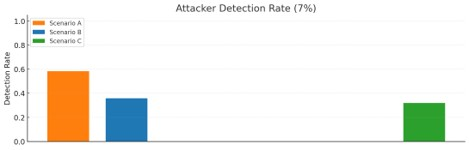 Attacker Detection Rate (7%)
Detection Rate
1.0
0.8
0.6
0.4
0.2
0.0
Scenario A
Scenario B
Scenario C